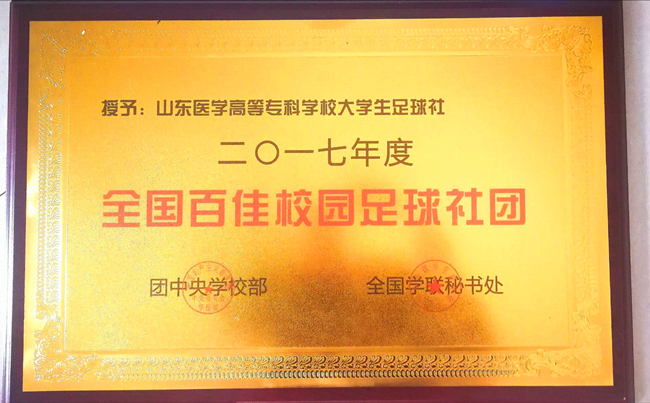 授予：山东医学高等专科学校大学生足球社
二〇一七年度
全国百佳校园足球社团
团中央学校部
全国学联秘书处